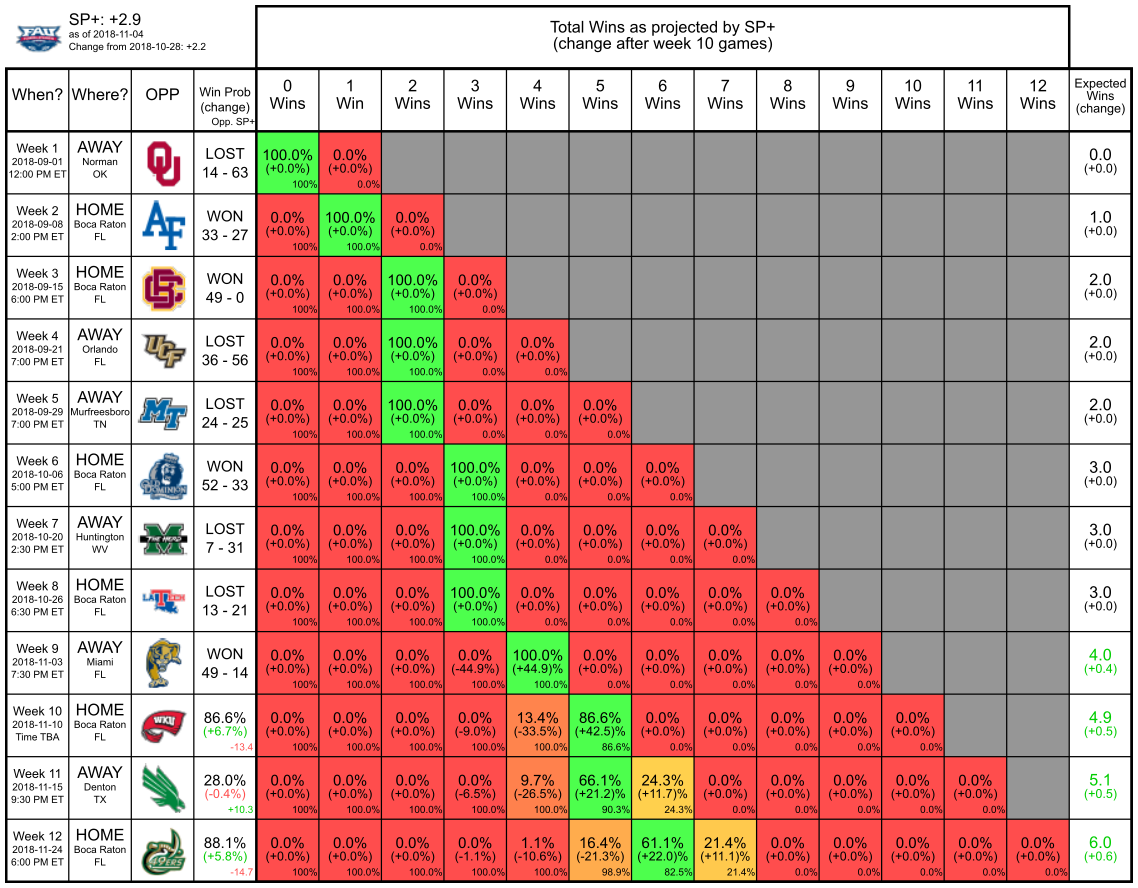 FAU
SP+: +2.9
as of 2018-11-04
Change from 2018-10-28: +2.2
Total Wins as projected by SP+
(change after week 10 games)
When? Where? OPP Win Prob (change) Opp. SP+ 0 Wins 1 Win 2 Wins 3 Wins 4 Wins 5 Wins 6 Wins 7 Wins 8 Wins 9 Wins 10 Wins 11 Wins 12 Wins Expected Wins (change)
Week 1 AWAY LOST 100.0% 0.0% 0.0
2018-09-01 Norman OU 14 - 63 (+0.0%) (+0.0%) (+0.0)
12:00 PM ET OK 100% 0.0%
Week 2 HOME WON 0.0% 100.0% 0.0% 1.0
2018-09-08 Boca Raton AF 33 - 27 (+0.0%) (+0.0%) (+0.0%) (+0.0)
2:00 PM ET FL 100% 100.0% 0.0%
Week 3 HOME WON 0.0% 0.0% 100.0% 0.0% 2.0
2018-09-15 Boca Raton BC 49 - 0 (+0.0%) (+0.0%) (+0.0%) (+0.0%) (+0.0)
6:00 PM ET FL 100% 100.0% 100.0% 0.0%
Week 4 AWAY LOST 0.0% 0.0% 100.0% 0.0% 0.0% 2.0
2018-09-21 Orlando UCF 36 - 56 (+0.0%) (+0.0%) (+0.0%) (+0.0%) (+0.0%) (+0.0)
7:00 PM ET FL 100% 100.0% 100.0% 0.0% 0.0%
Week 5 AWAY LOST 0.0% 0.0% 100.0% 0.0% 0.0% 0.0% 2.0
2018-09-29 Murfreesboro MT 24 - 25 (+0.0%) (+0.0%) (+0.0%) (+0.0%) (+0.0%) (+0.0%) (+0.0)
7:00 PM ET TN 100% 100.0% 100.0% 0.0% 0.0% 0.0%
Week 6 HOME WON 0.0% 0.0% 0.0% 100.0% 0.0% 0.0% 0.0% 3.0
2018-10-06 Boca Raton OLD DOMINION 52 - 33 (+0.0%) (+0.0%) (+0.0%) (+0.0%) (+0.0%) (+0.0%) (+0.0%) (+0.0)
5:00 PM ET FL 100% 100.0% 100.0% 100.0% 0.0% 0.0% 0.0%
Week 7 AWAY LOST 0.0% 0.0% 0.0% 100.0% 0.0% 0.0% 0.0% 0.0% 3.0
2018-10-20 Huntington THE HERD 7 - 31 (+0.0%) (+0.0%) (+0.0%) (+0.0%) (+0.0%) (+0.0%) (+0.0%) (+0.0%) (+0.0)
2:30 PM ET WV 100% 100.0% 100.0% 100.0% 0.0% 0.0% 0.0% 0.0%
Week 8 HOME LOST 0.0% 0.0% 0.0% 100.0% 0.0% 0.0% 0.0% 0.0% 0.0% 3.0
2018-10-26 Boca Raton LA TECH 13 - 21 (+0.0%) (+0.0%) (+0.0%) (+0.0%) (+0.0%) (+0.0%) (+0.0%) (+0.0%) (+0.0%) (+0.0)
6:30 PM ET FL 100% 100.0% 100.0% 100.0% 0.0% 0.0% 0.0% 0.0% 0.0%
Week 9 AWAY WON 0.0% 0.0% 0.0% 0.0% 100.0% 0.0% 0.0% 0.0% 0.0% 0.0% 4.0
2018-11-03 Miami 49 - 14 (+0.0%) (+0.0%) (+0.0%) (-44.9%) (+44.9)% (+0.0%) (+0.0%) (+0.0%) (+0.0%) (+0.0%) (+0.4)
7:30 PM ET FL 100% 100.0% 100.0% 100.0% 100.0% 0.0% 0.0% 0.0% 0.0% 0.0%
Week 10 HOME 86.6% 0.0% 0.0% 0.0% 0.0% 13.4% 86.6% 0.0% 0.0% 0.0% 0.0% 0.0% 4.9
2018-11-10 Boca Raton WKU (+6.7%) (+0.0%) (+0.0%) (+0.0%) (-9.0%) (-33.5%) (+42.5)% (+0.0%) (+0.0%) (+0.0%) (+0.0%) (+0.0%) (+0.5)
Time TBA FL -13.4 100% 100.0% 100.0% 100.0% 100.0% 86.6% 0.0% 0.0% 0.0% 0.0% 0.0%
Week 11 AWAY 28.0% 0.0% 0.0% 0.0% 0.0% 9.7% 66.1% 24.3% 0.0% 0.0% 0.0% 0.0% 0.0% 5.1
2018-11-15 Denton (-0.4%) (+0.0%) (+0.0%) (+0.0%) (-6.5%) (-26.5%) (+21.2)% (+11.7)% (+0.0%) (+0.0%) (+0.0%) (+0.0%) (+0.0%) (+0.5)
9:30 PM ET TX +10.3 100% 100.0% 100.0% 100.0% 100.0% 90.3% 24.3% 0.0% 0.0% 0.0% 0.0% 0.0%
Week 12 HOME 88.1% 0.0% 0.0% 0.0% 0.0% 1.1% 16.4% 61.1% 21.4% 0.0% 0.0% 0.0% 0.0% 0.0% 6.0
2018-11-24 Boca Raton 49ERS (+5.8%) (+0.0%) (+0.0%) (+0.0%) (-1.1%) (-10.6%) (-21.3%) (+22.0)% (+11.1)% (+0.0%) (+0.0%) (+0.0%) (+0.0%) (+0.0%) (+0.6)
6:00 PM ET FL -14.7 100% 100.0% 100.0% 100.0% 100.0% 98.9% 82.5% 21.4% 0.0% 0.0% 0.0% 0.0% 0.0%